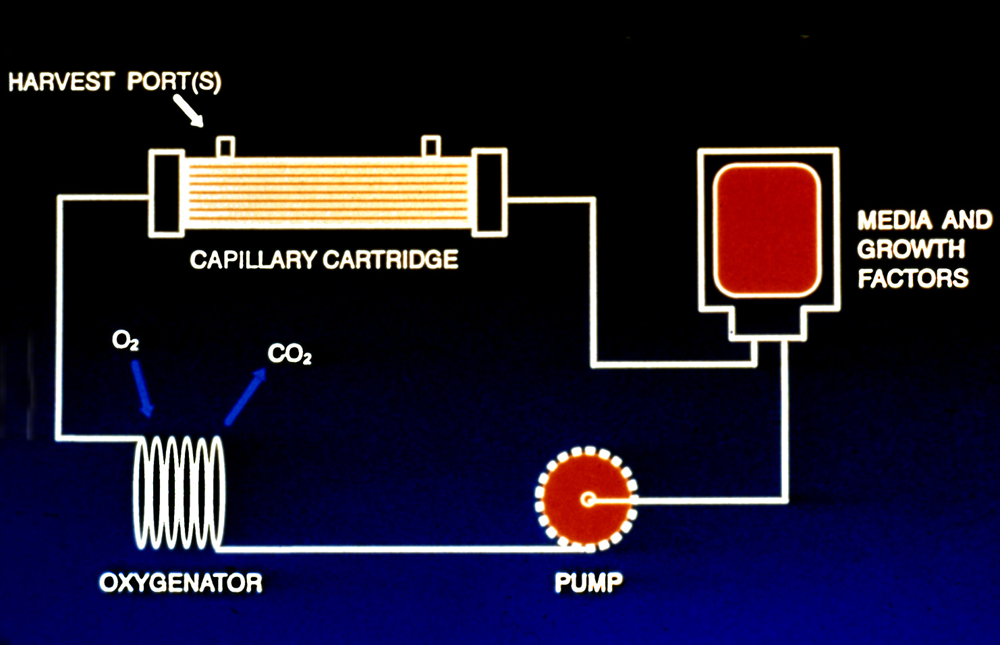 HARVEST PORT(S)
CAPILLARY CARTRIDGE
MEDIA AND
GROWTH
FACTORS
O₂
CO₂
OXYGENATOR
PUMP